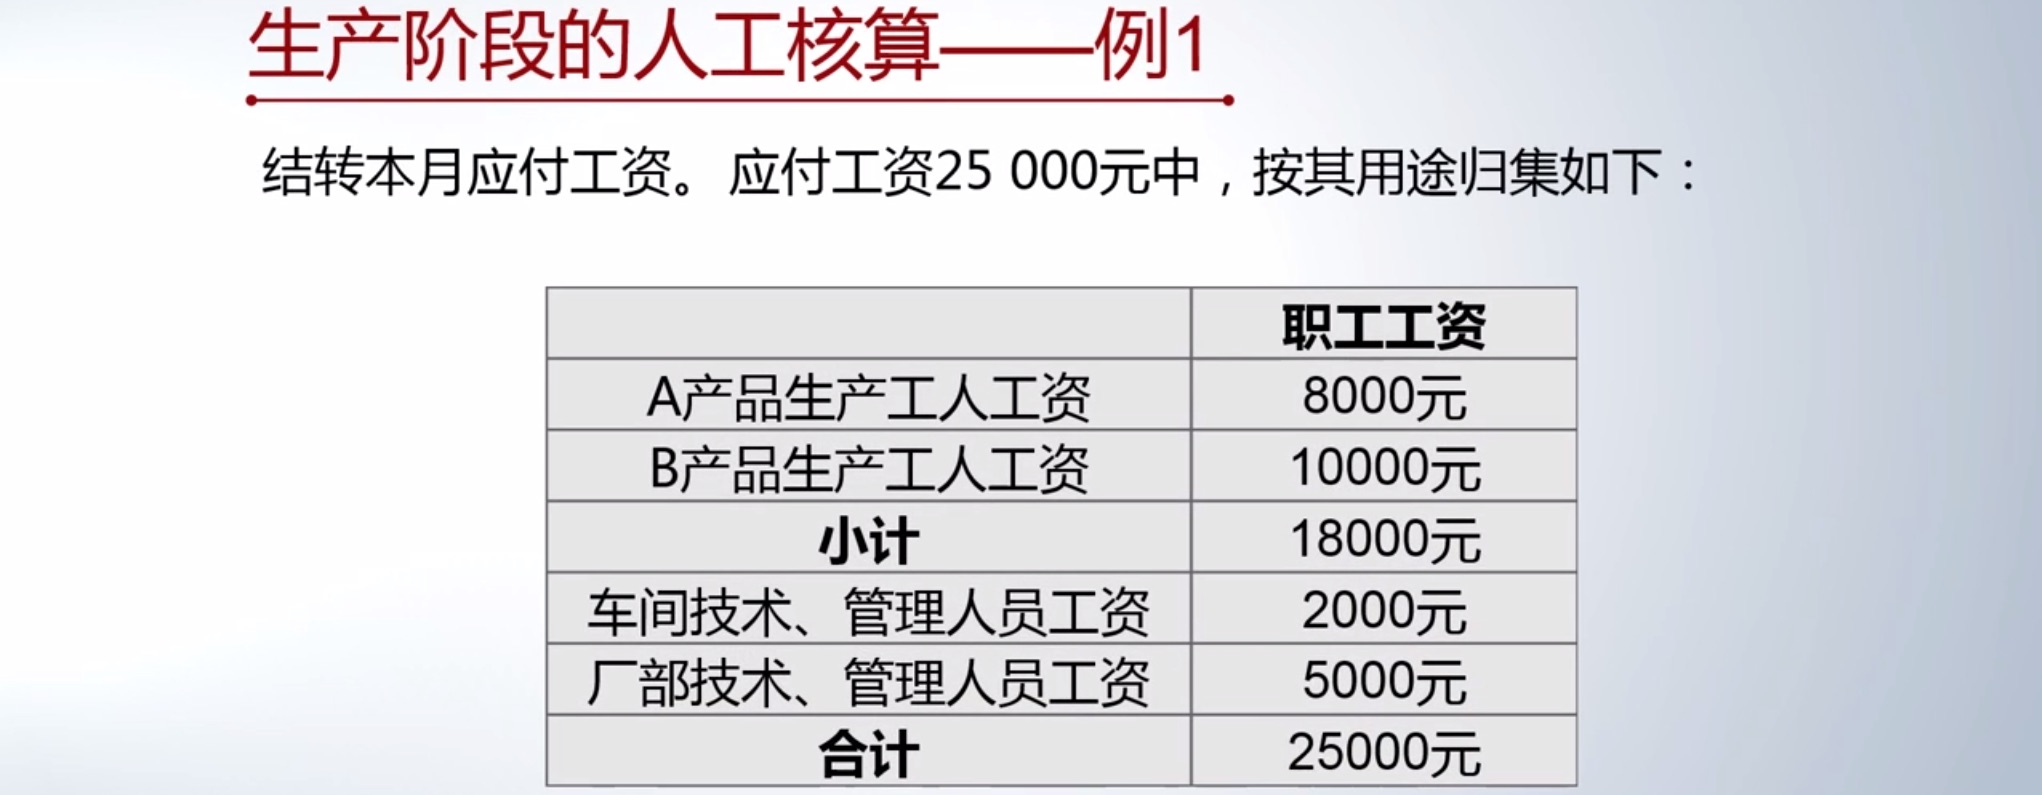 生产阶段的人工核算——例1
结转本月应付工资。应付工资25 000元中，按其用途归集如下：
职工工资
A产品生产工人工资 8000元
B产品生产工人工资 10000元
小计 18000元
车间技术、管理人员工资 2000元
厂部技术、管理人员工资 5000元
合计 25000元